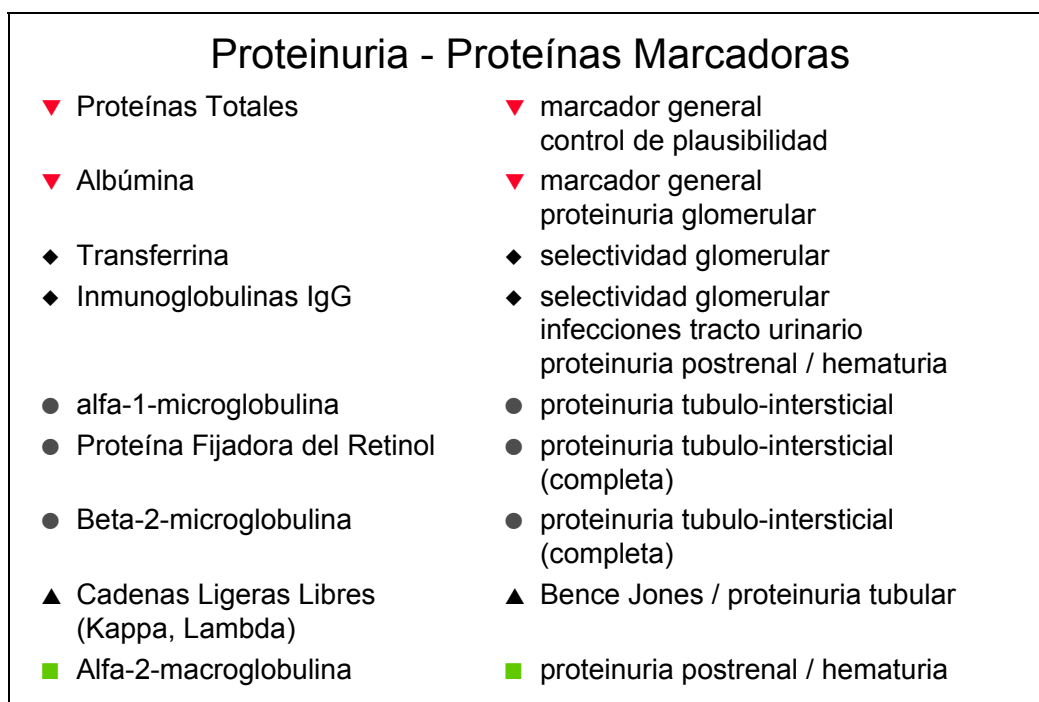 Proteinuria - Proteínas Marcadoras
▼ Proteínas Totales ▼ marcador general
control de plausibilidad
▼ Albúmina ▼ marcador general
proteinuria glomerular
◆ Transferrina ◆ selectividad glomerular
◆ Inmunoglobulinas IgG ◆ selectividad glomerular
infecciones tracto urinario
proteinuria postrenal / hematuria
● alfa-1-microglobulina ● proteinuria tubulo-intersticial
● Proteína Fijadora del Retinol ● proteinuria tubulo-intersticial
(completa)
● Beta-2-microglobulina ● proteinuria tubulo-intersticial
(completa)
▲ Cadenas Ligeras Libres ▲ Bence Jones / proteinuria tubular
(Kappa, Lambda)
■ Alfa-2-macroglobulina ■ proteinuria postrenal / hematuria